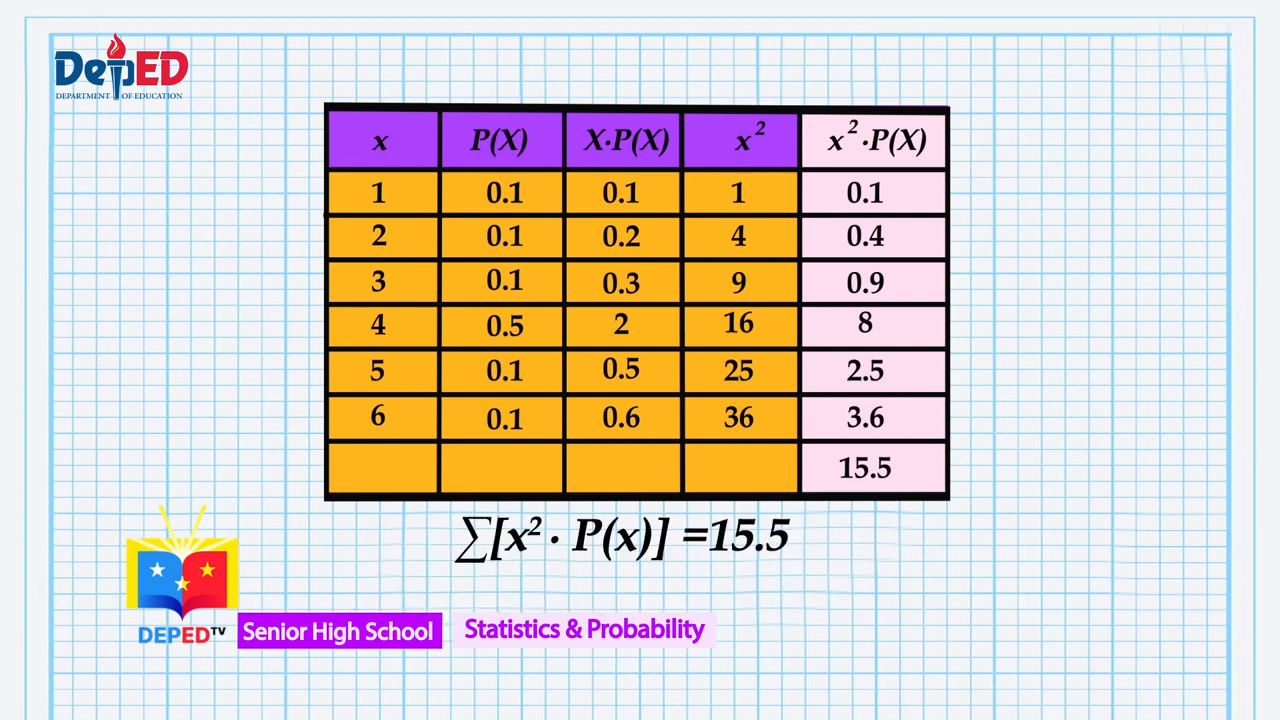 DepED
DEPARTMENT OF EDUCATION
x P(X) X·P(X) x² x²·P(X)
1 0.1 0.1 1 0.1
2 0.1 0.2 4 0.4
3 0.1 0.3 9 0.9
4 0.5 2 16 8
5 0.1 0.5 25 2.5
6 0.1 0.6 36 3.6
15.5
∑[x²· P(x)] =15.5
DEPED TV
Senior High School Statistics & Probability